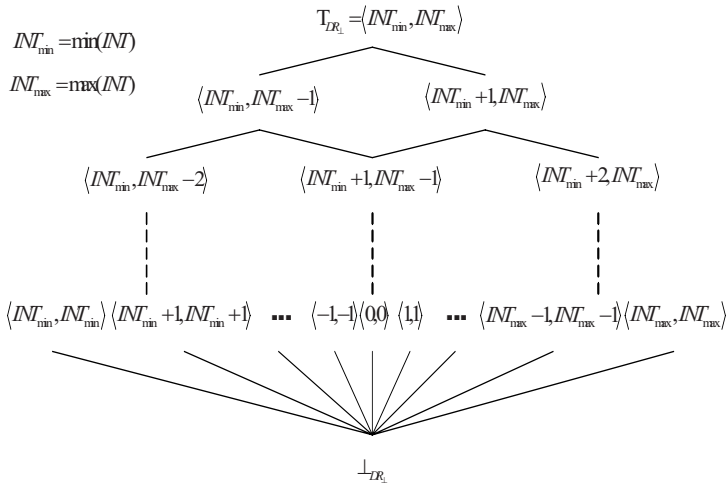 ⊤_{DR⊥} = ⟨INT_min, INT_max⟩
INT_min = min(INT)
INT_max = max(INT)
⟨INT_min, INT_max −1⟩ ⟨INT_min +1, INT_max⟩
⟨INT_min, INT_max −2⟩ ⟨INT_min +1, INT_max −1⟩ ⟨INT_min +2, INT_max⟩
⟨INT_min, INT_min⟩ ⟨INT_min +1, INT_min +1⟩ ... ⟨−1,−1⟩ ⟨0,0⟩ ⟨1,1⟩ ... ⟨INT_max −1, INT_max −1⟩ ⟨INT_max, INT_max⟩
⊥_{DR⊥}